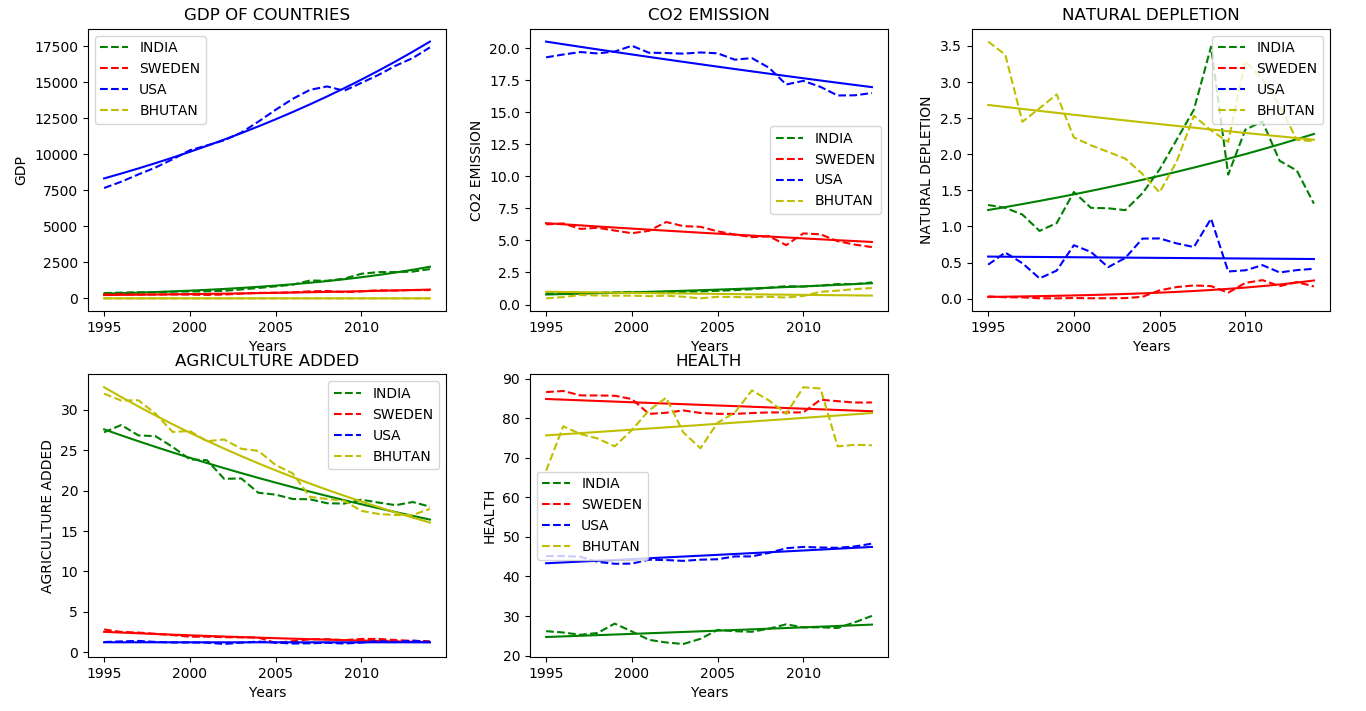 GDP OF COUNTRIES
GDP
17500
15000
12500
10000
7500
5000
2500
0
INDIA
SWEDEN
USA
BHUTAN
1995 2000 2005 2010
Years
CO2 EMISSION
CO2 EMISSION
20.0
17.5
15.0
12.5
10.0
7.5
5.0
2.5
0.0
INDIA
SWEDEN
USA
BHUTAN
1995 2000 2005 2010
Years
NATURAL DEPLETION
NATURAL DEPLETION
3.5
3.0
2.5
2.0
1.5
1.0
0.5
0.0
INDIA
SWEDEN
USA
BHUTAN
1995 2000 2005 2010
Years
AGRICULTURE ADDED
AGRICULTURE ADDED
30
25
20
15
10
5
0
INDIA
SWEDEN
USA
BHUTAN
1995 2000 2005 2010
Years
HEALTH
HEALTH
90
80
70
60
50
40
30
20
INDIA
SWEDEN
USA
BHUTAN
1995 2000 2005 2010
Years